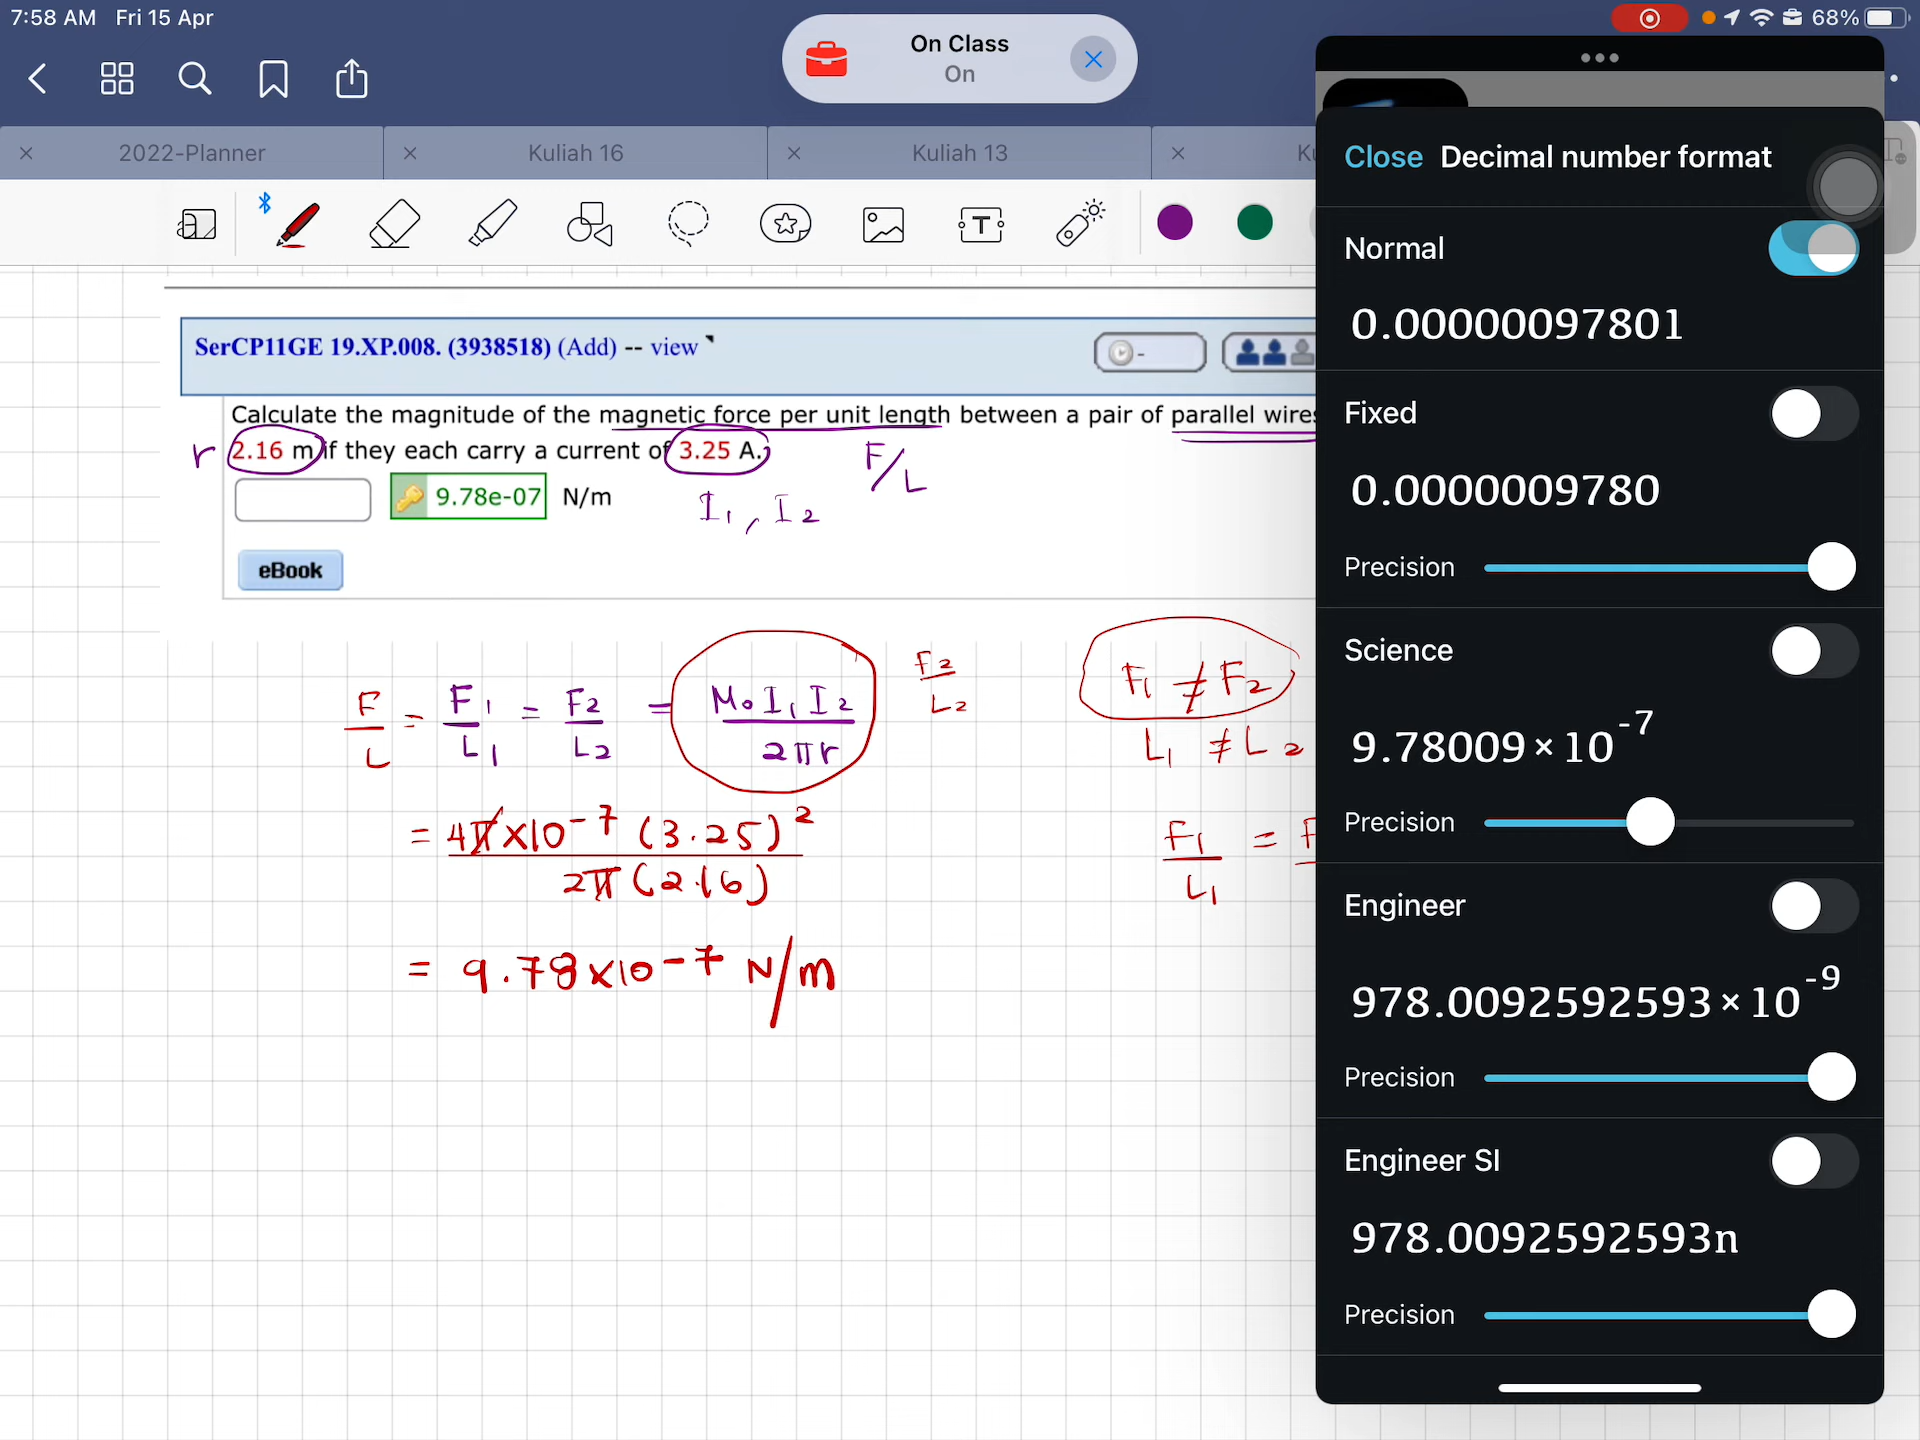 7:58 AM Fri 15 Apr
68%
On Class
On
2022-Planner
Kuliah 16
Kuliah 13
SerCP11GE 19.XP.008. (3938518) (Add) -- view
Calculate the magnitude of the magnetic force per unit length between a pair of parallel wires
r 2.16 m if they each carry a current of 3.25 A.
F/L
9.78e-07 N/m
I₁, I₂
eBook
F/L = F₁/L₁ = F₂/L₂ = M₀I₁I₂/2πr
F₂/L₂
F₁ ≠ F₂
L₁ ≠ L₂
= 4π×10⁻⁷ (3.25)² / 2π(2.16)
F₁/L₁ = F
= 9.78×10⁻⁷ N/m
Close Decimal number format
Normal
0.00000097801
Fixed
0.0000009780
Precision
Science
9.78009×10⁻⁷
Precision
Engineer
978.0092592593×10⁻⁹
Precision
Engineer SI
978.0092592593n
Precision